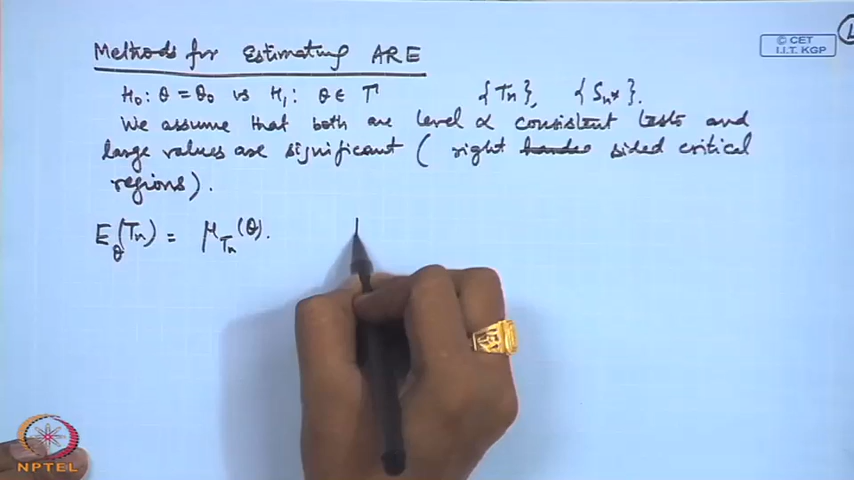 Methods for Estimating ARE
© CET
I.I.T. KGP
H₀: θ = θ₀ vs H₁: θ ∈ Γ {Tₙ}, {Sₙ*}.
We assume that both are level α consistent tests and
large values are significant ( right sided critical
regions).
E_θ(Tₙ) = μ_Tₙ(θ).
NPTEL